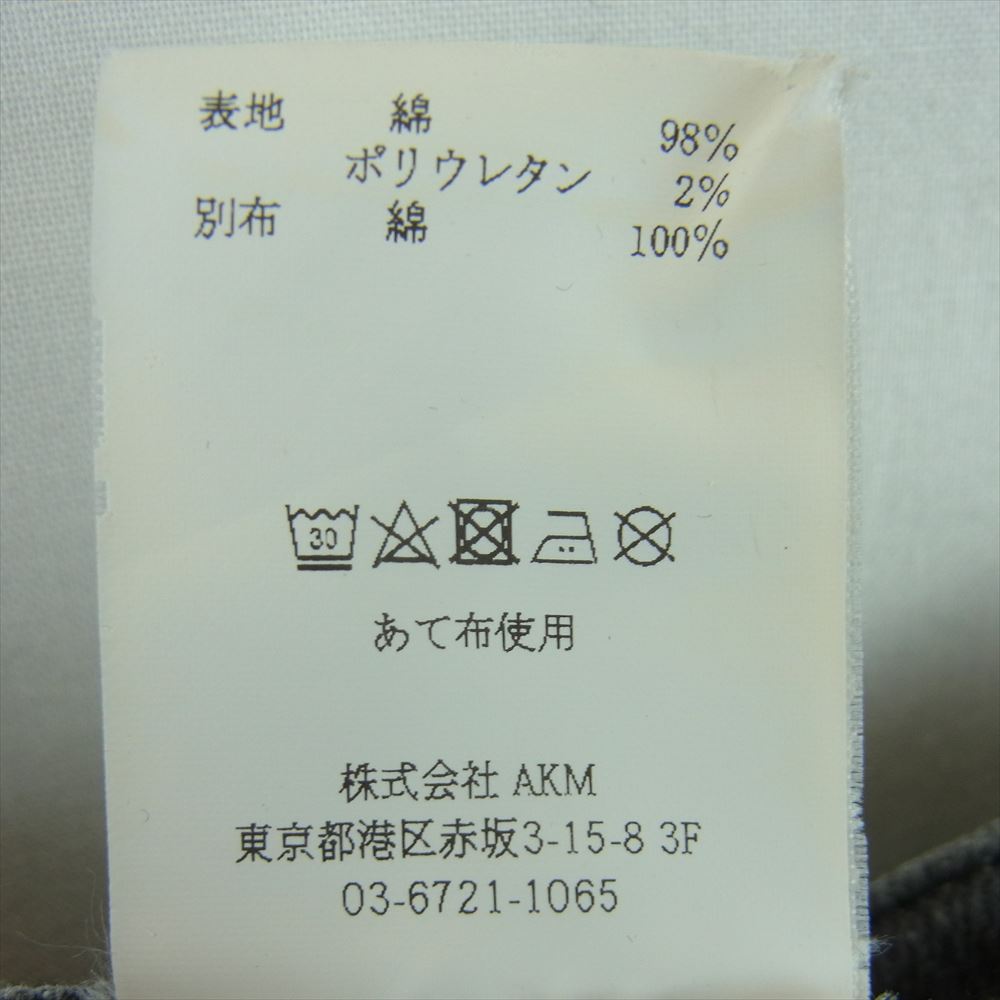 表地 綿 98%
ポリウレタン 2%
別布 綿 100%
30
あて布使用
株式会社 AKM
東京都港区赤坂3-15-8 3F
03-6721-1065